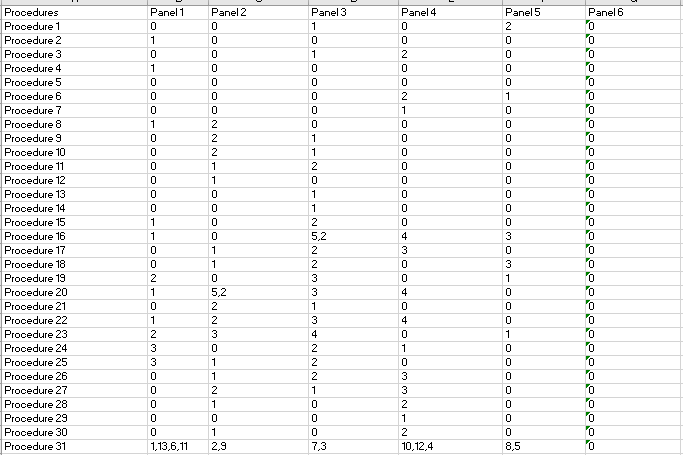 Procedures Panel 1 Panel 2 Panel 3 Panel 4 Panel 5 Panel 6
Procedure 1 0 0 1 0 2 0
Procedure 2 1 0 0 0 0 0
Procedure 3 0 0 1 2 0 0
Procedure 4 1 0 0 0 0 0
Procedure 5 0 0 0 0 0 0
Procedure 6 0 0 0 2 1 0
Procedure 7 0 0 0 1 0 0
Procedure 8 1 2 0 0 0 0
Procedure 9 0 2 1 0 0 0
Procedure 10 0 2 1 0 0 0
Procedure 11 0 1 2 0 0 0
Procedure 12 0 1 0 0 0 0
Procedure 13 0 0 1 0 0 0
Procedure 14 0 0 1 0 0 0
Procedure 15 1 0 2 0 0 0
Procedure 16 1 0 5,2 4 3 0
Procedure 17 0 1 2 3 0 0
Procedure 18 0 1 2 0 3 0
Procedure 19 2 0 3 0 1 0
Procedure 20 1 5,2 3 4 0 0
Procedure 21 0 2 1 0 0 0
Procedure 22 1 2 3 4 0 0
Procedure 23 2 3 4 0 1 0
Procedure 24 3 0 2 1 0 0
Procedure 25 3 1 2 0 0 0
Procedure 26 0 1 2 3 0 0
Procedure 27 0 2 1 3 0 0
Procedure 28 0 1 0 2 0 0
Procedure 29 0 0 0 1 0 0
Procedure 30 0 1 0 2 0 0
Procedure 31 1,13,6,11 2,9 7,3 10,12,4 8,5 0